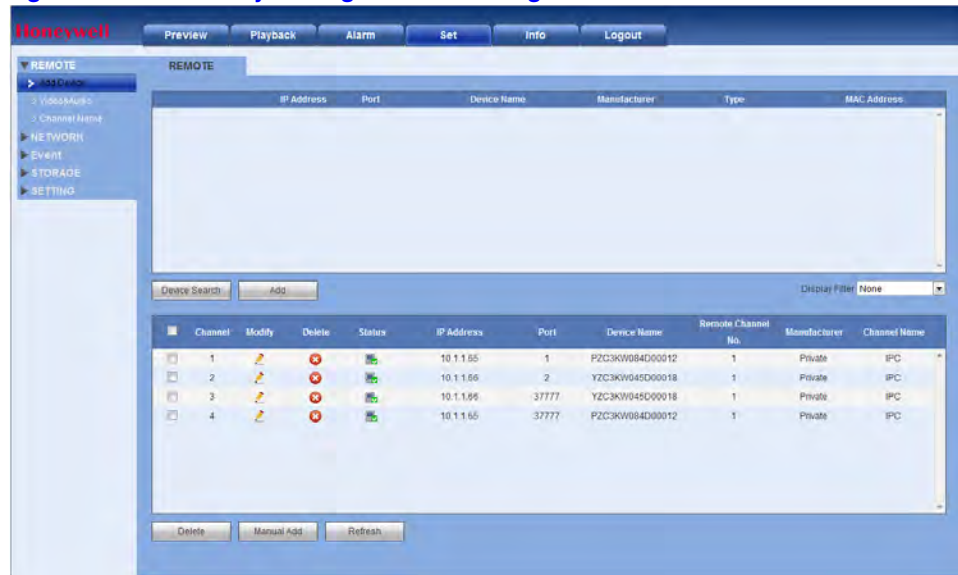 Honeywell
Preview Playback Alarm Set Info Logout
REMOTE
Add Device
Video/Audio
Channel Name
NETWORK
Event
STORAGE
SETTING
REMOTE
IP Address Port Device Name Manufacturer Type MAC Address
Device Search Add Display Filter None
Channel Modify Delete Status IP Address Port Device Name Remote Channel No. Manufacturer Channel Name
1 10.1.1.65 1 PZC3KW084D00012 1 Private IPC
2 10.1.1.66 2 YZC3KW045D00018 1 Private IPC
3 10.1.1.66 37777 YZC3KW045D00018 1 Private IPC
4 10.1.1.65 37777 PZC3KW084D00012 1 Private IPC
Delete Manual Add Refresh